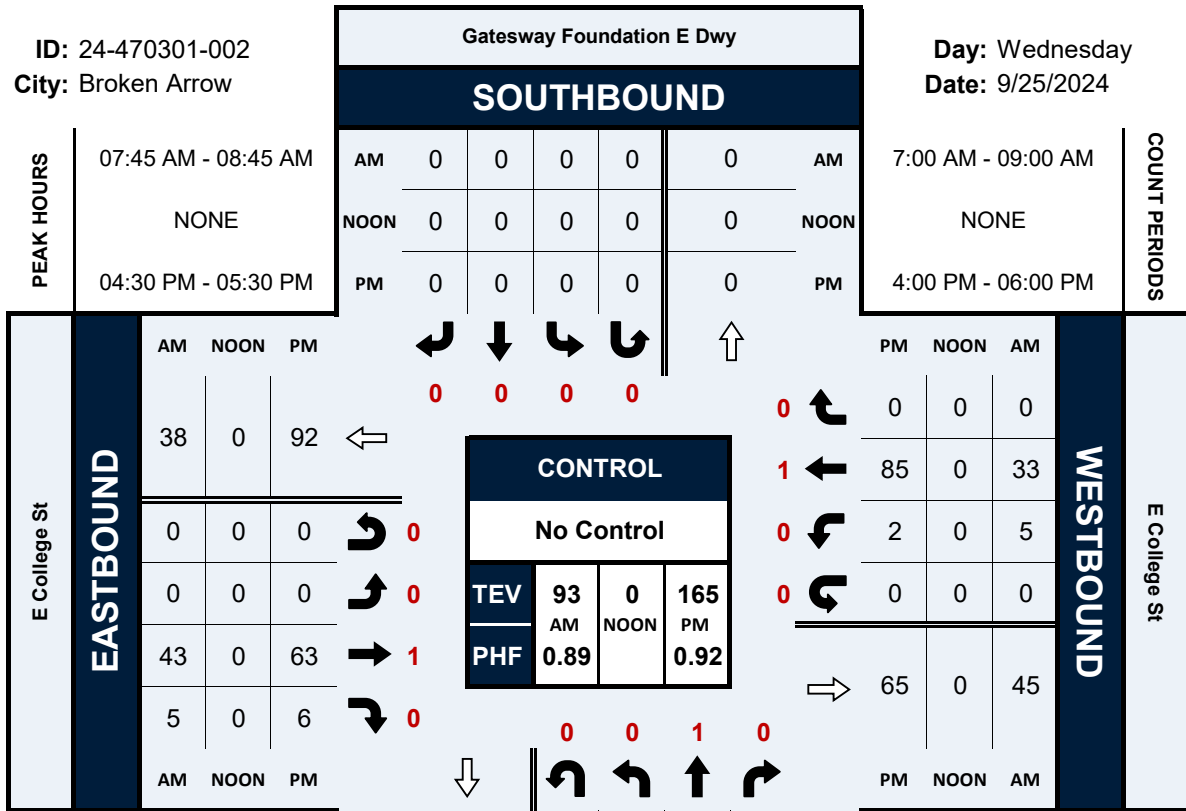 Gatesway Foundation E Dwy
ID: 24-470301-002
City: Broken Arrow
Day: Wednesday
Date: 9/25/2024
SOUTHBOUND
PEAK HOURS
07:45 AM - 08:45 AM
NONE
04:30 PM - 05:30 PM
AM 0 0 0 0 0 AM
NOON 0 0 0 0 0 NOON
PM 0 0 0 0 0 PM
7:00 AM - 09:00 AM
NONE
4:00 PM - 06:00 PM
COUNT PERIODS
0 0 0 0
E College St
EASTBOUND
AM NOON PM
38 0 92
0 0 0 0
0 0 0 0
43 0 63 1
5 0 6 0
AM NOON PM
CONTROL
No Control
TEV 93 0 165
AM NOON PM
PHF 0.89 0.92
PM NOON AM
0 0 0 0
1 85 0 33
0 2 0 5
0 0 0 0
65 0 45
PM NOON AM
WESTBOUND
E College St
0 0 1 0